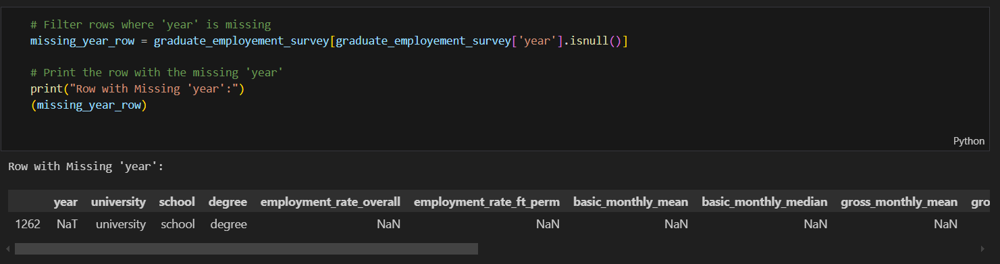 # Filter rows where 'year' is missing
missing_year_row = graduate_employement_survey[graduate_employement_survey['year'].isnull()]
# Print the row with the missing 'year'
print("Row with Missing 'year':")
(missing_year_row)
Python
Row with Missing 'year':
year university school degree employment_rate_overall employment_rate_ft_perm basic_monthly_mean basic_monthly_median gross_monthly_mean gro
1262 NaT university school degree NaN NaN NaN NaN NaN